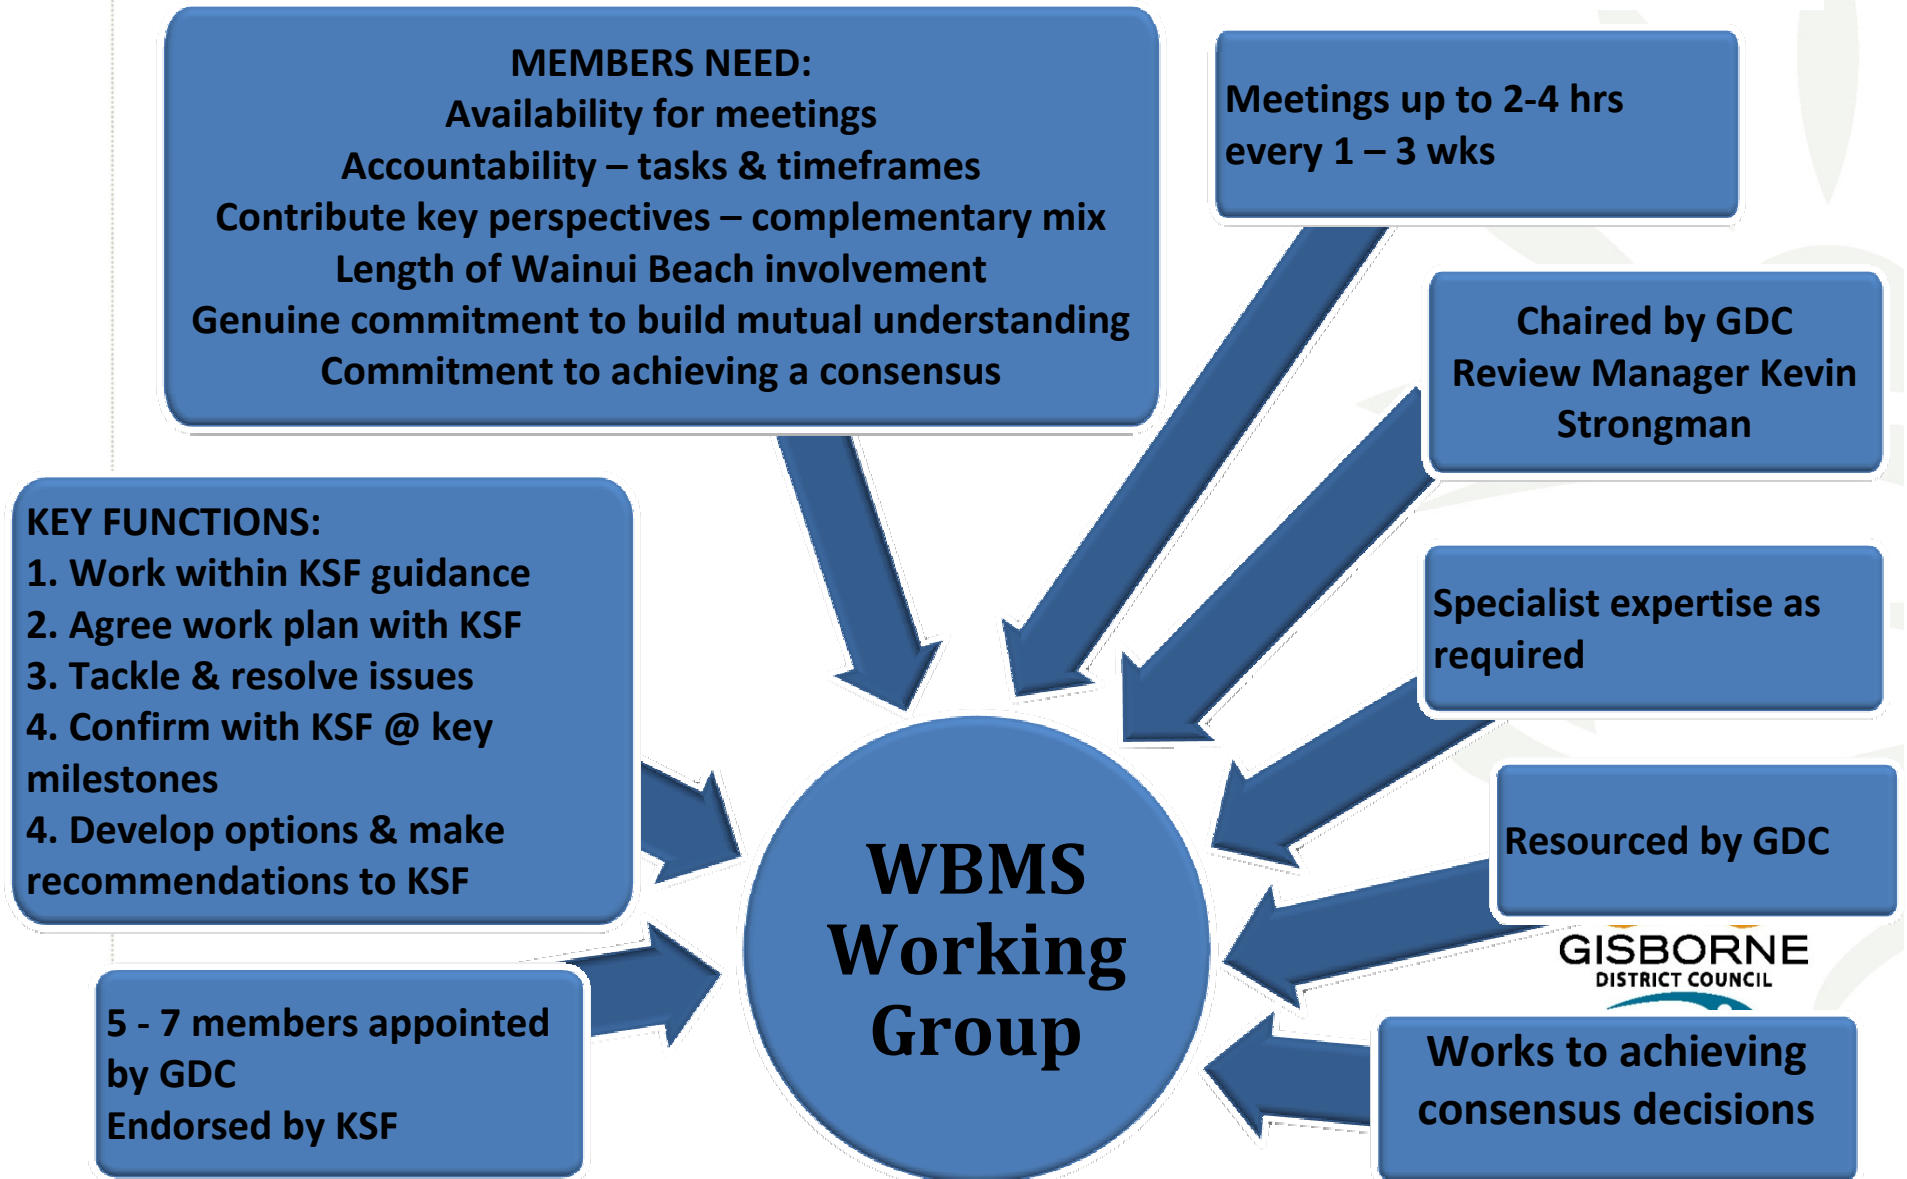 MEMBERS NEED:
Availability for meetings
Accountability – tasks & timeframes
Contribute key perspectives – complementary mix
Length of Wainui Beach involvement
Genuine commitment to build mutual understanding
Commitment to achieving a consensus
Meetings up to 2-4 hrs
every 1 – 3 wks
Chaired by GDC
Review Manager Kevin
Strongman
KEY FUNCTIONS:
1. Work within KSF guidance
2. Agree work plan with KSF
3. Tackle & resolve issues
4. Confirm with KSF @ key
milestones
4. Develop options & make
recommendations to KSF
Specialist expertise as
required
Resourced by GDC
WBMS
Working
Group
GISBORNE
DISTRICT COUNCIL
5 - 7 members appointed
by GDC
Endorsed by KSF
Works to achieving
consensus decisions